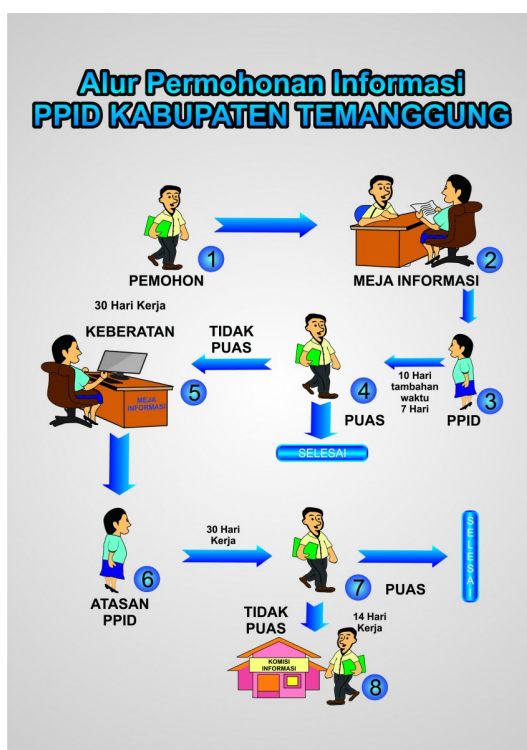 Alur Permohonan Informasi
PPID KABUPATEN TEMANGGUNG
1
PEMOHON
2
MEJA INFORMASI
30 Hari Kerja
KEBERATAN
TIDAK
PUAS
5
MEJA
INFORMASI
4
PUAS
10 Hari
tambahan
waktu
7 Hari
3
PPID
SELESAI
6
ATASAN
PPID
30 Hari
Kerja
7
PUAS
SELESAI
TIDAK
PUAS
14 Hari
Kerja
KOMISI
INFORMASI
8